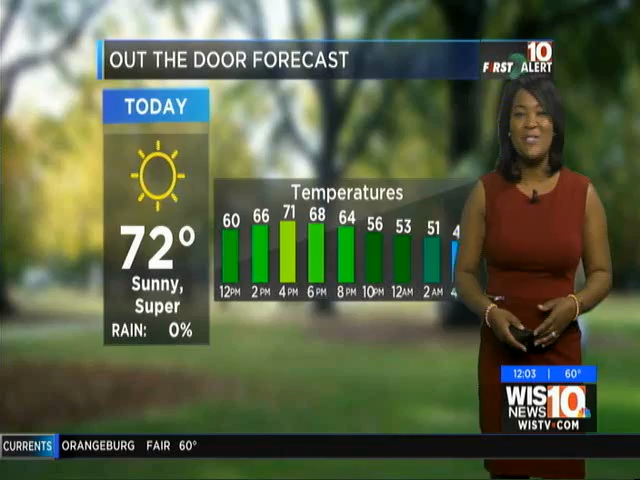 OUT THE DOOR FORECAST
10
FIRST ALERT
TODAY
72°
Sunny,
Super
RAIN: 0%
Temperatures
60 66 71 68 64 56 53 51 4
12PM 2PM 4PM 6PM 8PM 10PM 12AM 2AM 4
12:03 | 60°
WIS 10
NEWS
WISTV.COM
CURRENTS ORANGEBURG FAIR 60°